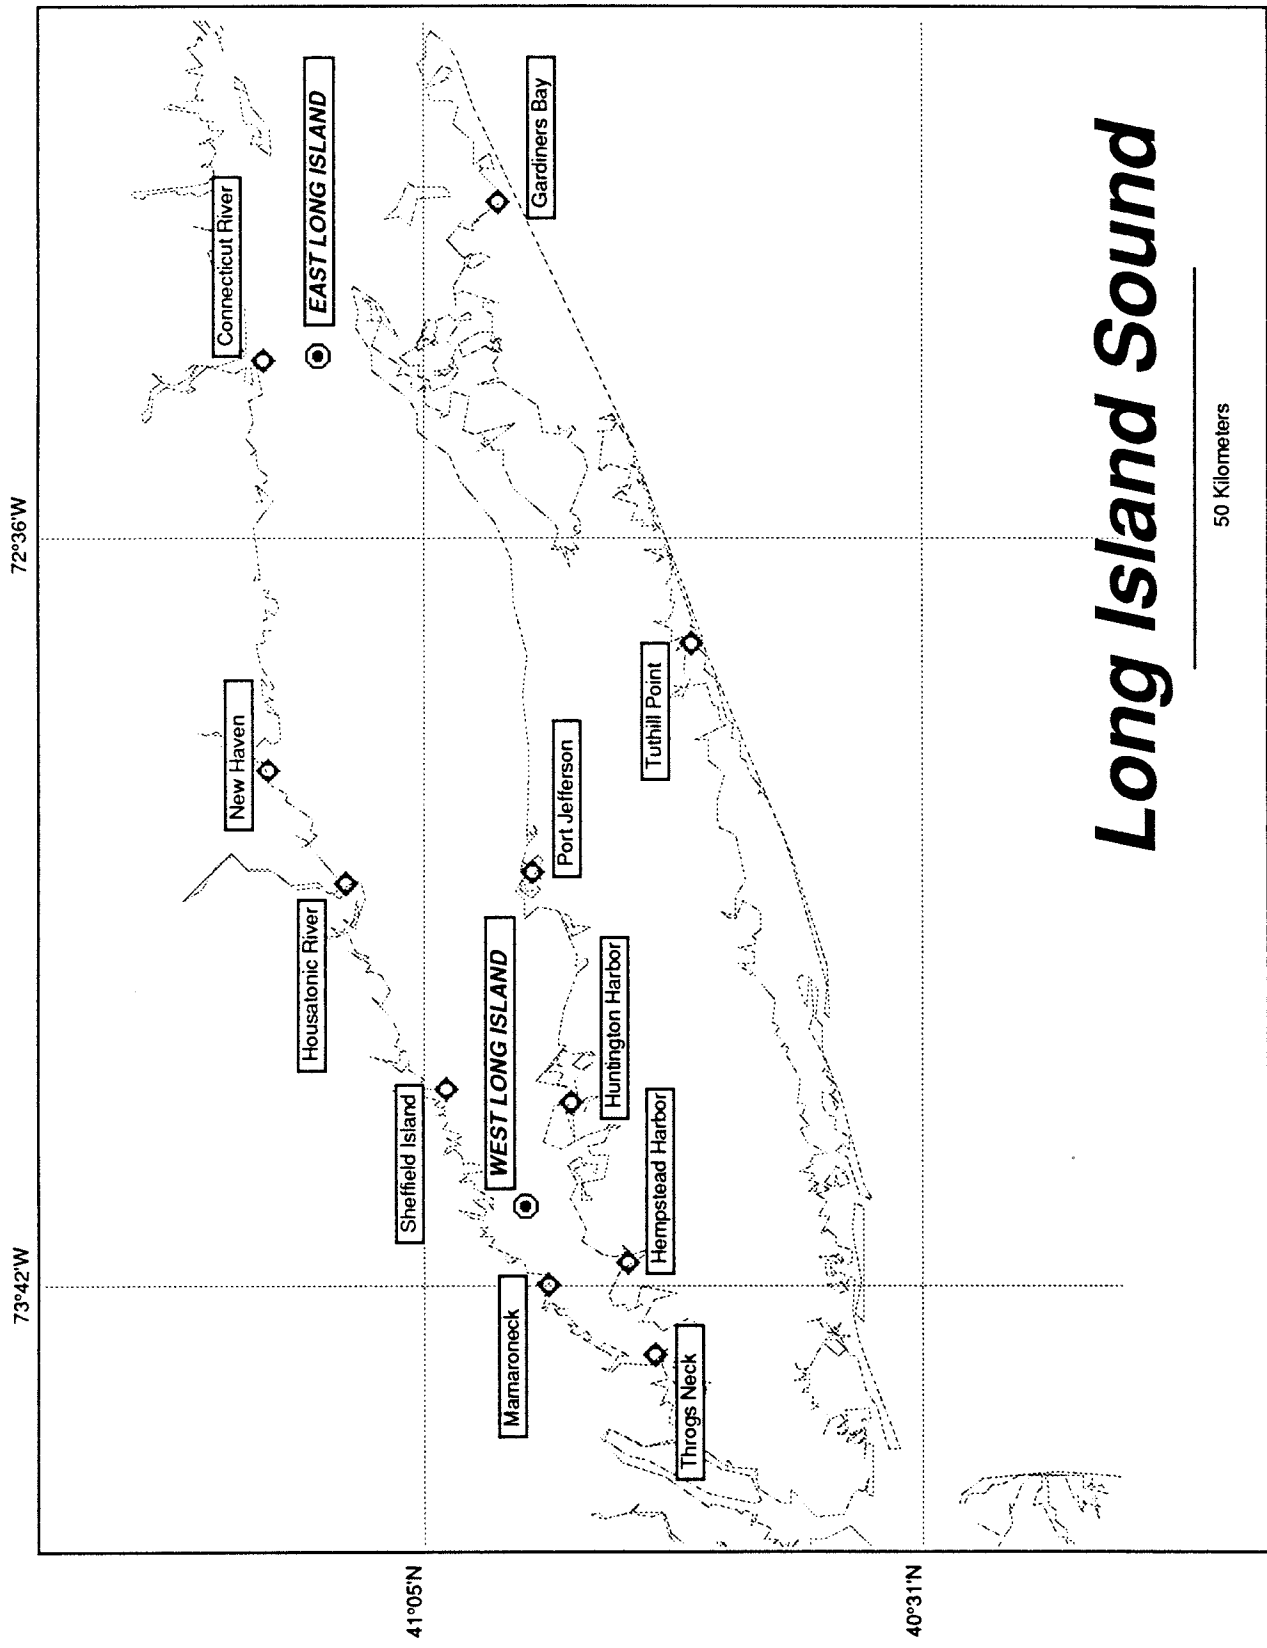 72°36'W
73°42'W
41°05'N
40°31'N
Connecticut River
EAST LONG ISLAND
Gardiners Bay
New Haven
Housatonic River
Port Jefferson
Tuthill Point
Sheffield Island
WEST LONG ISLAND
Huntington Harbor
Hempstead Harbor
Mamaroneck
Throgs Neck
Long Island Sound
50 Kilometers